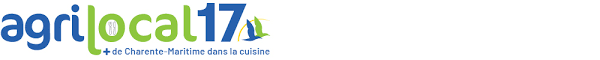 agrilocal17
+ de Charente-Maritime dans la cuisine